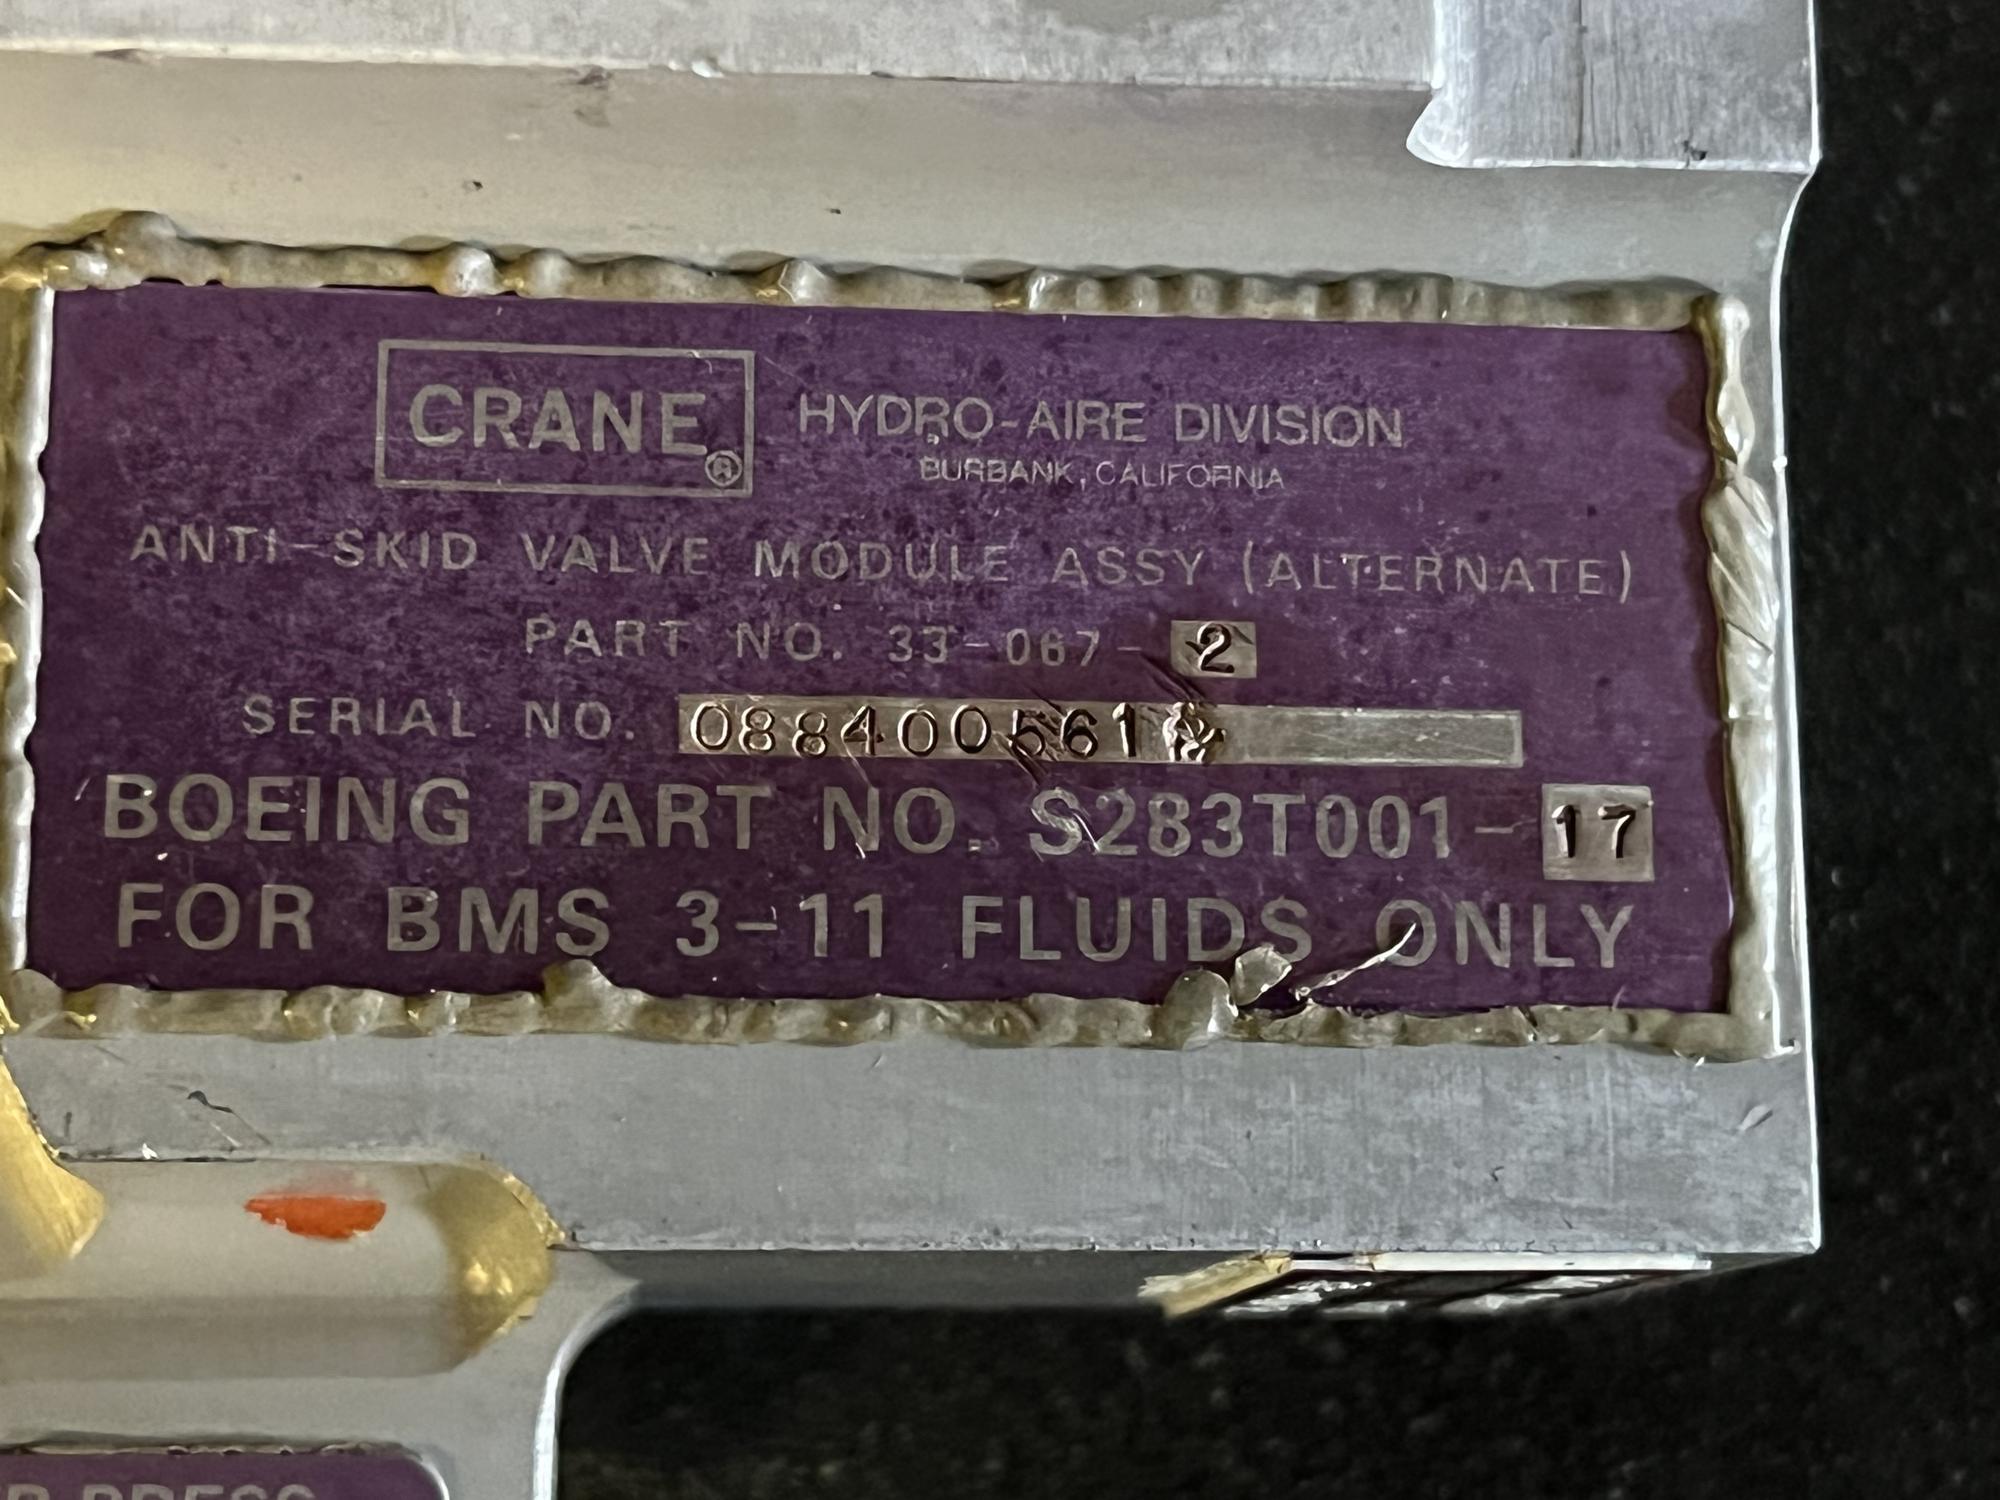 CRANE® HYDRO-AIRE DIVISION
BURBANK, CALIFORNIA
ANTI-SKID VALVE MODULE ASSY (ALTERNATE)
PART NO. 33-067-2
SERIAL NO.
BOEING PART NO. S283T001-17
FOR BMS 3-11 FLUIDS ONLY
PRESS